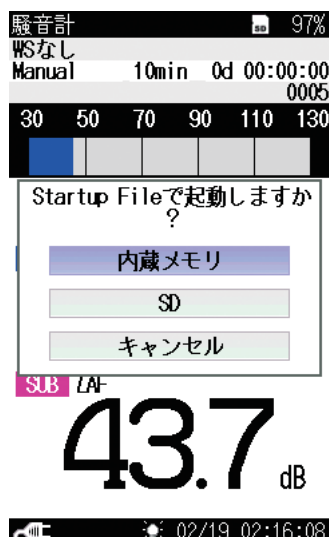 騒音計 SD 97%
WSなし
Manual 10min 0d 00:00:00
0005
30 50 70 90 110 130
Startup Fileで起動しますか
?
内蔵メモリ
SD
キャンセル
SUB LAF
43.7 dB
02/19 02:16:08